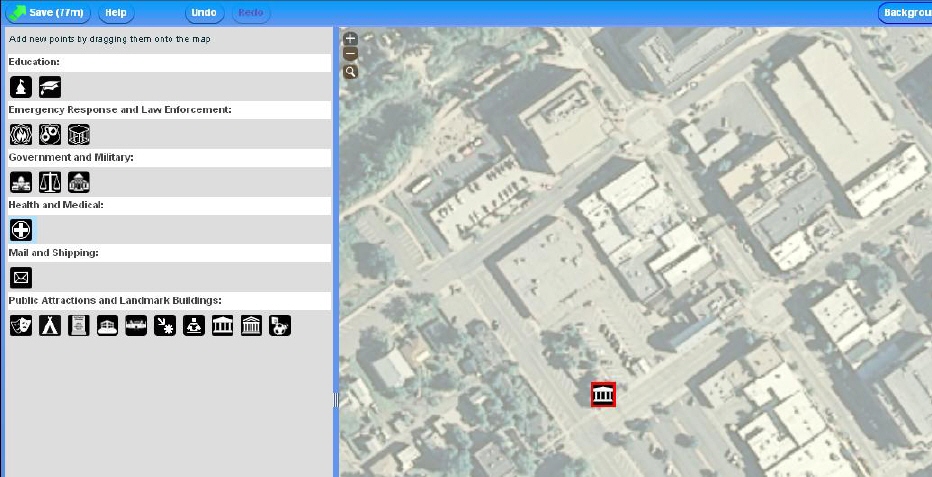 Save (77m)
Help
Undo
Redo
Backgrou
Add new points by dragging them onto the map
Education:
Emergency Response and Law Enforcement:
Government and Military:
Health and Medical:
Mail and Shipping:
Public Attractions and Landmark Buildings: